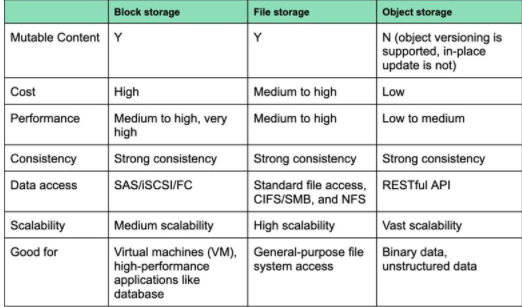 Block storage File storage Object storage
Mutable Content Y Y N (object versioning is
supported, in-place
update is not)
Cost High Medium to high Low
Performance Medium to high, very Medium to high Low to medium
high
Consistency Strong consistency Strong consistency Strong consistency
Data access SAS/iSCSI/FC Standard file access, RESTful API
CIFS/SMB, and NFS
Scalability Medium scalability High scalability Vast scalability
Good for Virtual machines (VM), General-purpose file Binary data,
high-performance system access unstructured data
applications like
database